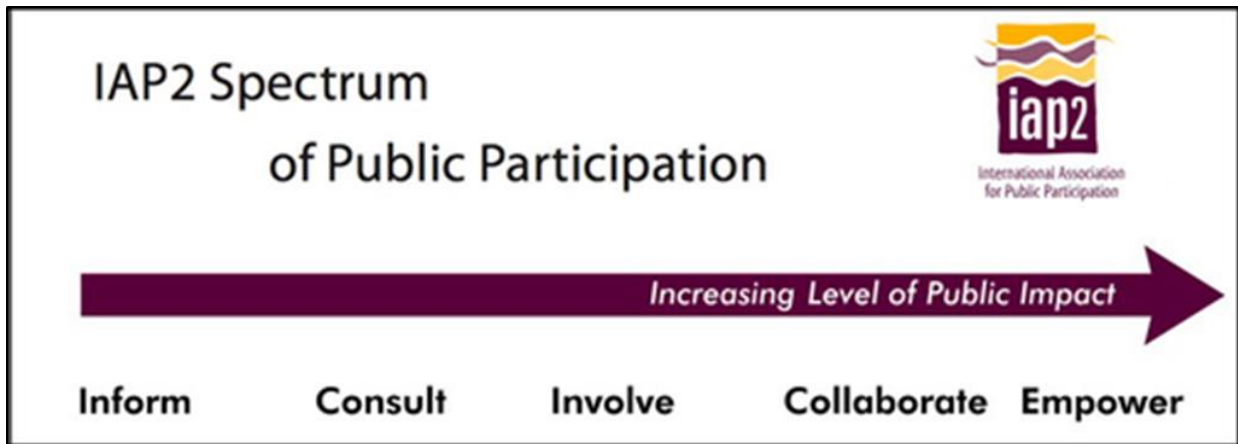 IAP2 Spectrum
of Public Participation
iap2
International Association
for Public Participation
Increasing Level of Public Impact
Inform Consult Involve Collaborate Empower